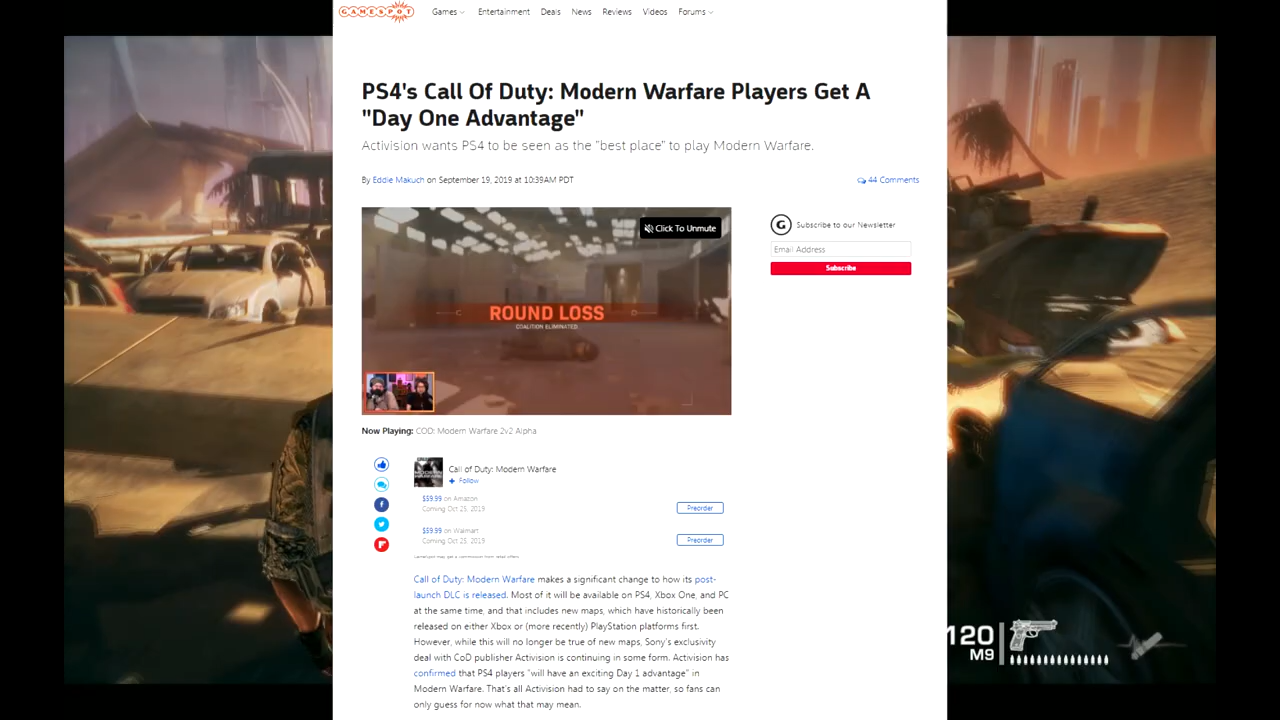 GAMESPOT
Games Entertainment Deals News Reviews Videos Forums
PS4's Call Of Duty: Modern Warfare Players Get A
"Day One Advantage"
Activision wants PS4 to be seen as the "best place" to play Modern Warfare.
By Eddie Makuch on September 19, 2019 at 10:39AM PDT
44 Comments
Click To Unmute
ROUND LOSS
COALITION ELIMINATED.
G Subscribe to our Newsletter
Email Address
Subscribe
Now Playing: COD: Modern Warfare 2v2 Alpha
Call of Duty: Modern Warfare
+ Follow
$59.99 on Amazon
Coming Oct 25, 2019
Preorder
$59.99 on Walmart
Coming Oct 25, 2019
Preorder
GameSpot may get a commission from retail offers.
Call of Duty: Modern Warfare makes a significant change to how its post-
launch DLC is released. Most of it will be available on PS4, Xbox One, and PC
at the same time, and that includes new maps, which have historically been
released on either Xbox or (more recently) PlayStation platforms first.
However, while this will no longer be true of new maps, Sony's exclusivity
deal with CoD publisher Activision is continuing in some form. Activision has
confirmed that PS4 players "will have an exciting Day 1 advantage" in
Modern Warfare. That's all Activision had to say on the matter, so fans can
only guess for now what that may mean.
120
M9